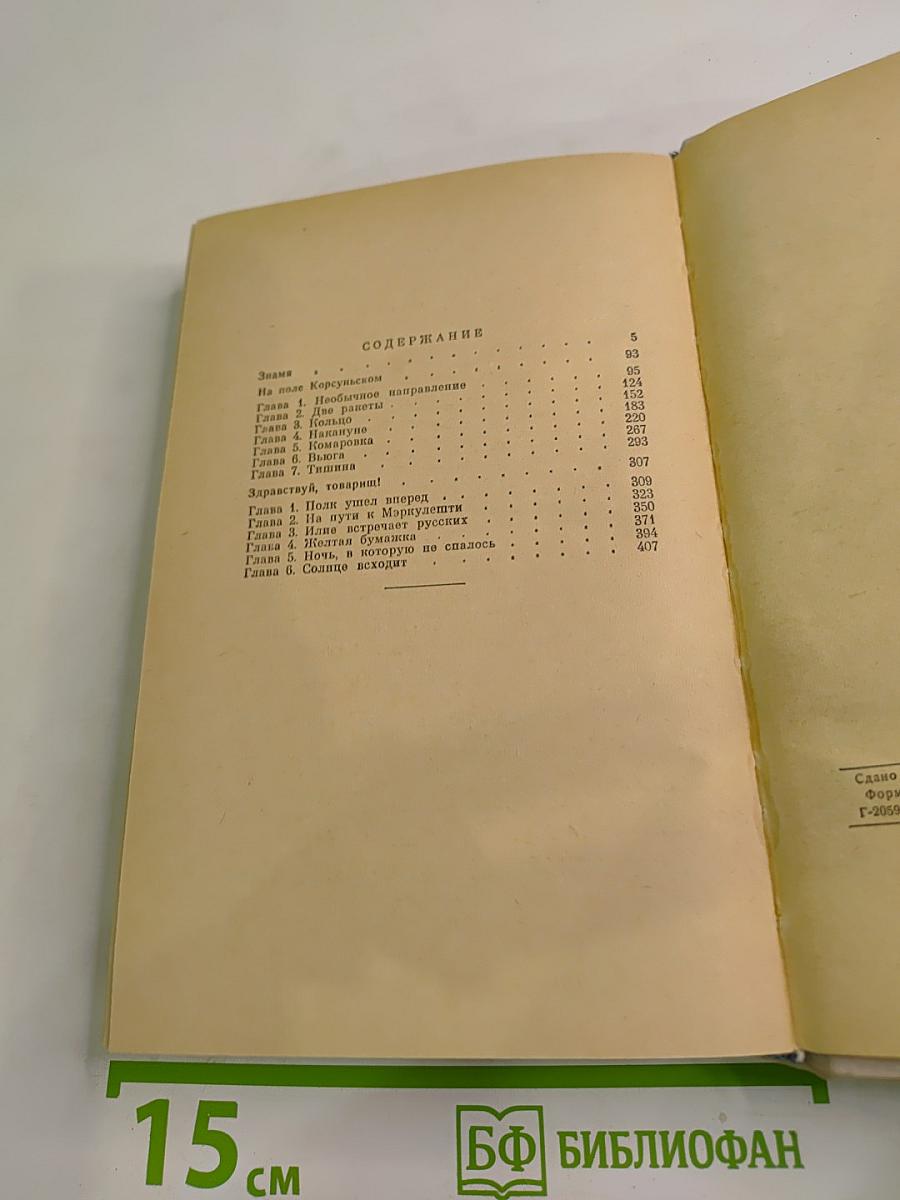 СОДЕРЖАНИЕ
Знамя . . . . . . . . . . . . 5
На поле Корсуньском . . . . . . . . 93
Глава 1. Необычное направление . . . . . . 95
Глава 2. Две ракеты . . . . . . . . 124
Глава 3. Кольцо . . . . . . . . . 152
Глава 4. Накануне . . . . . . . . 183
Глава 5. Комаровка . . . . . . . . 220
Глава 6. Вьюга . . . . . . . . . 267
Глава 7. Тишина . . . . . . . . . 293
Здравствуй, товарищ! . . . . . . . . 307
Глава 1. Полк ушел вперед . . . . . . . 309
Глава 2. На пути к Мэркулешти . . . . . . 323
Глава 3. Илие встречает русских . . . . . 350
Глава 4. Желтая бумажка . . . . . . . 371
Глава 5. Ночь, в которую не спалось . . . . . 394
Глава 6. Солнце всходит . . . . . . . 407
Сдано
Форм
Г-2059
15 см
БФ БИБЛИОФАН